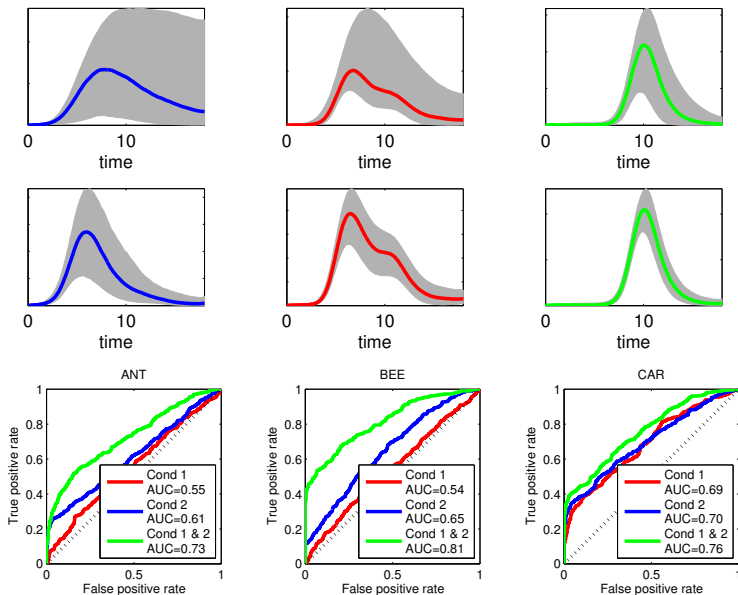 0 10
time
0 10
time
0 10
time
0 10
0 10
0 10
ANT
True positive rate
1
0.8
0.6
0.4
0.2
0
0 0.5 1
False positive rate
Cond 1
AUC=0.55
Cond 2
AUC=0.61
Cond 1 & 2
AUC=0.73
BEE
True positive rate
1
0.8
0.6
0.4
0.2
0
0 0.5 1
False positive rate
Cond 1
AUC=0.54
Cond 2
AUC=0.65
Cond 1 & 2
AUC=0.81
CAR
True positive rate
1
0.8
0.6
0.4
0.2
0
0 0.5 1
False positive rate
Cond 1
AUC=0.69
Cond 2
AUC=0.70
Cond 1 & 2
AUC=0.76